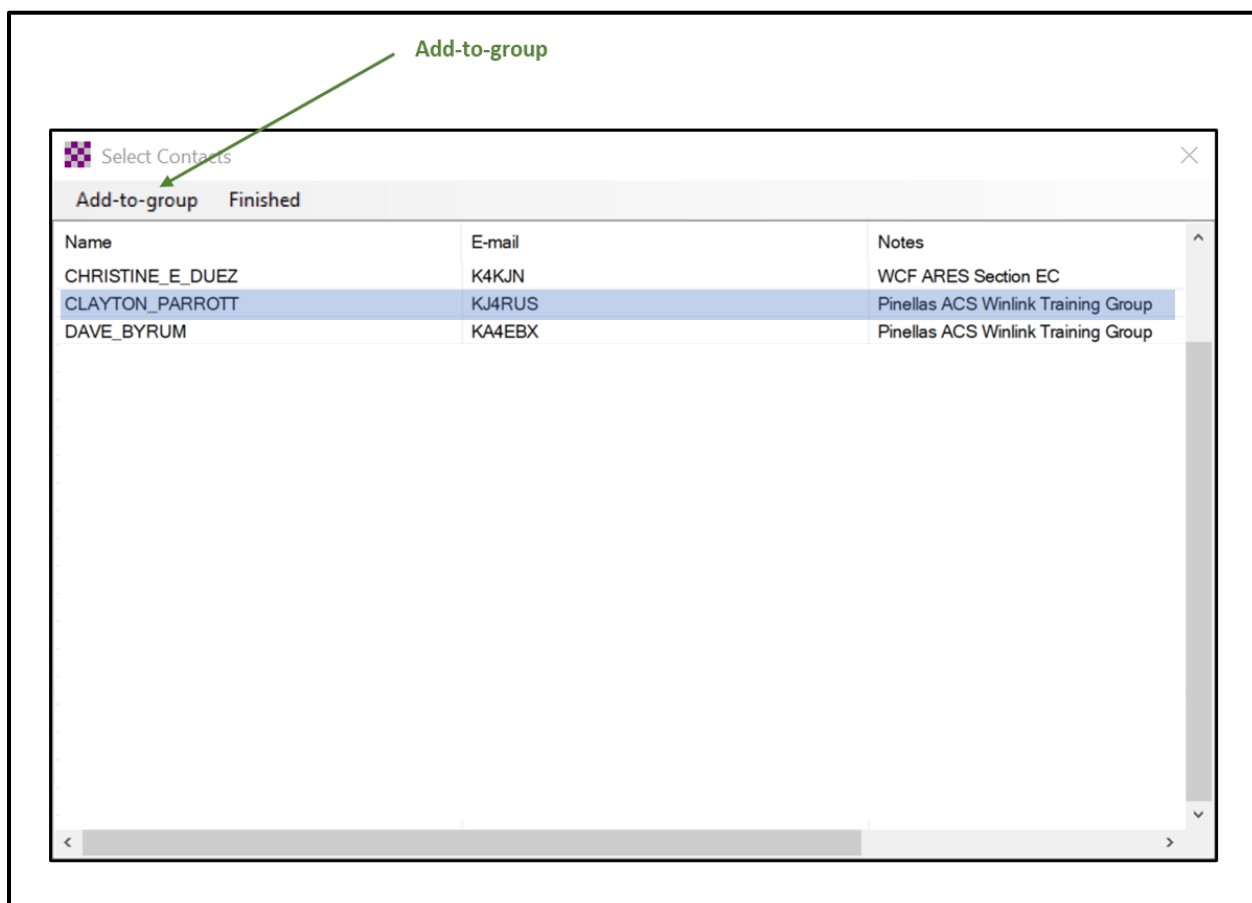 Add-to-group
Select Contacts
Add-to-group Finished
Name E-mail Notes
CHRISTINE_E_DUEZ K4KJN WCF ARES Section EC
CLAYTON_PARROTT KJ4RUS Pinellas ACS Winlink Training Group
DAVE_BYRUM KA4EBX Pinellas ACS Winlink Training Group